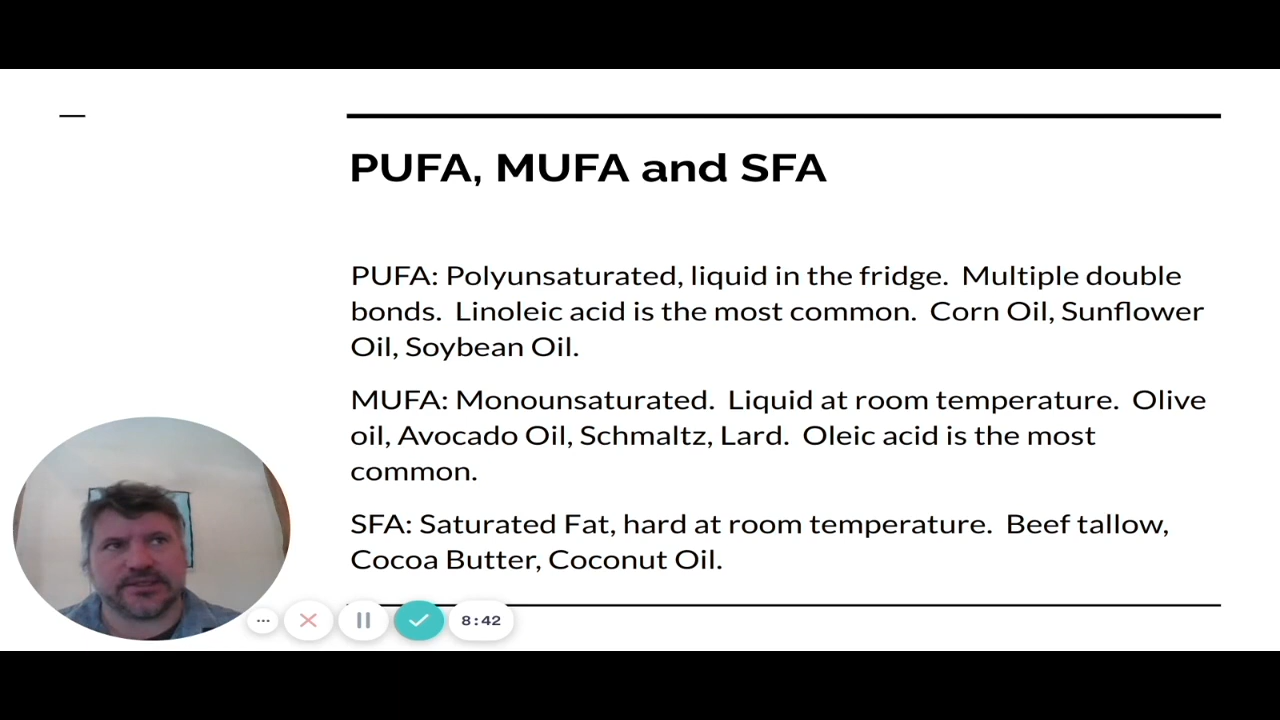 PUFA, MUFA and SFA
PUFA: Polyunsaturated, liquid in the fridge.  Multiple double
bonds.  Linoleic acid is the most common.  Corn Oil, Sunflower
Oil, Soybean Oil.
MUFA: Monounsaturated.  Liquid at room temperature.  Olive
oil, Avocado Oil, Schmaltz, Lard.  Oleic acid is the most
common.
SFA: Saturated Fat, hard at room temperature.  Beef tallow,
Cocoa Butter, Coconut Oil.
8:42